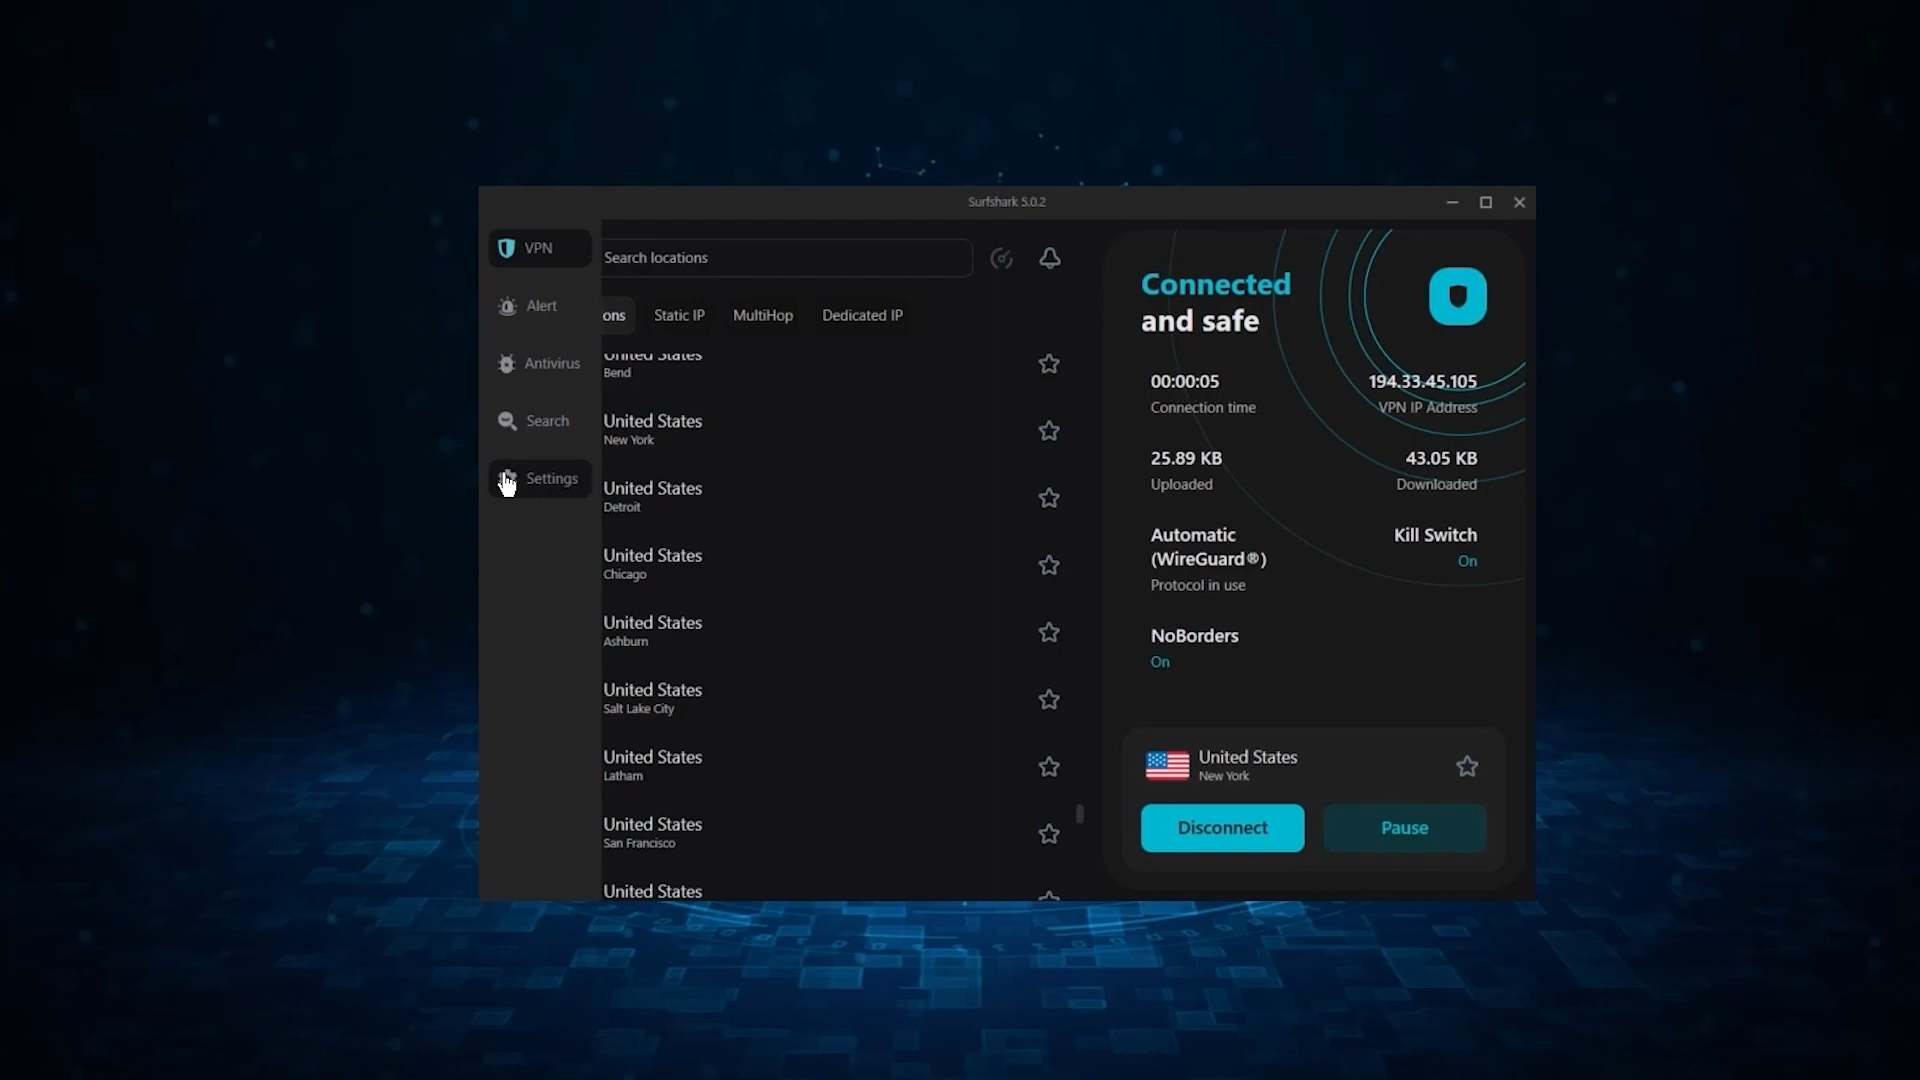 Surfshark 5.0.2
VPN
Alert
Antivirus
Search
Settings
Search locations
ons
Static IP
MultiHop
Dedicated IP
United States
Bend
United States
New York
United States
Detroit
United States
Chicago
United States
Ashburn
United States
Salt Lake City
United States
Latham
United States
San Francisco
United States
Connected
and safe
00:00:05
Connection time
194.33.45.105
VPN IP Address
25.89 KB
Uploaded
43.05 KB
Downloaded
Automatic
(WireGuard®)
Protocol in use
Kill Switch
On
NoBorders
On
United States
New York
Disconnect
Pause